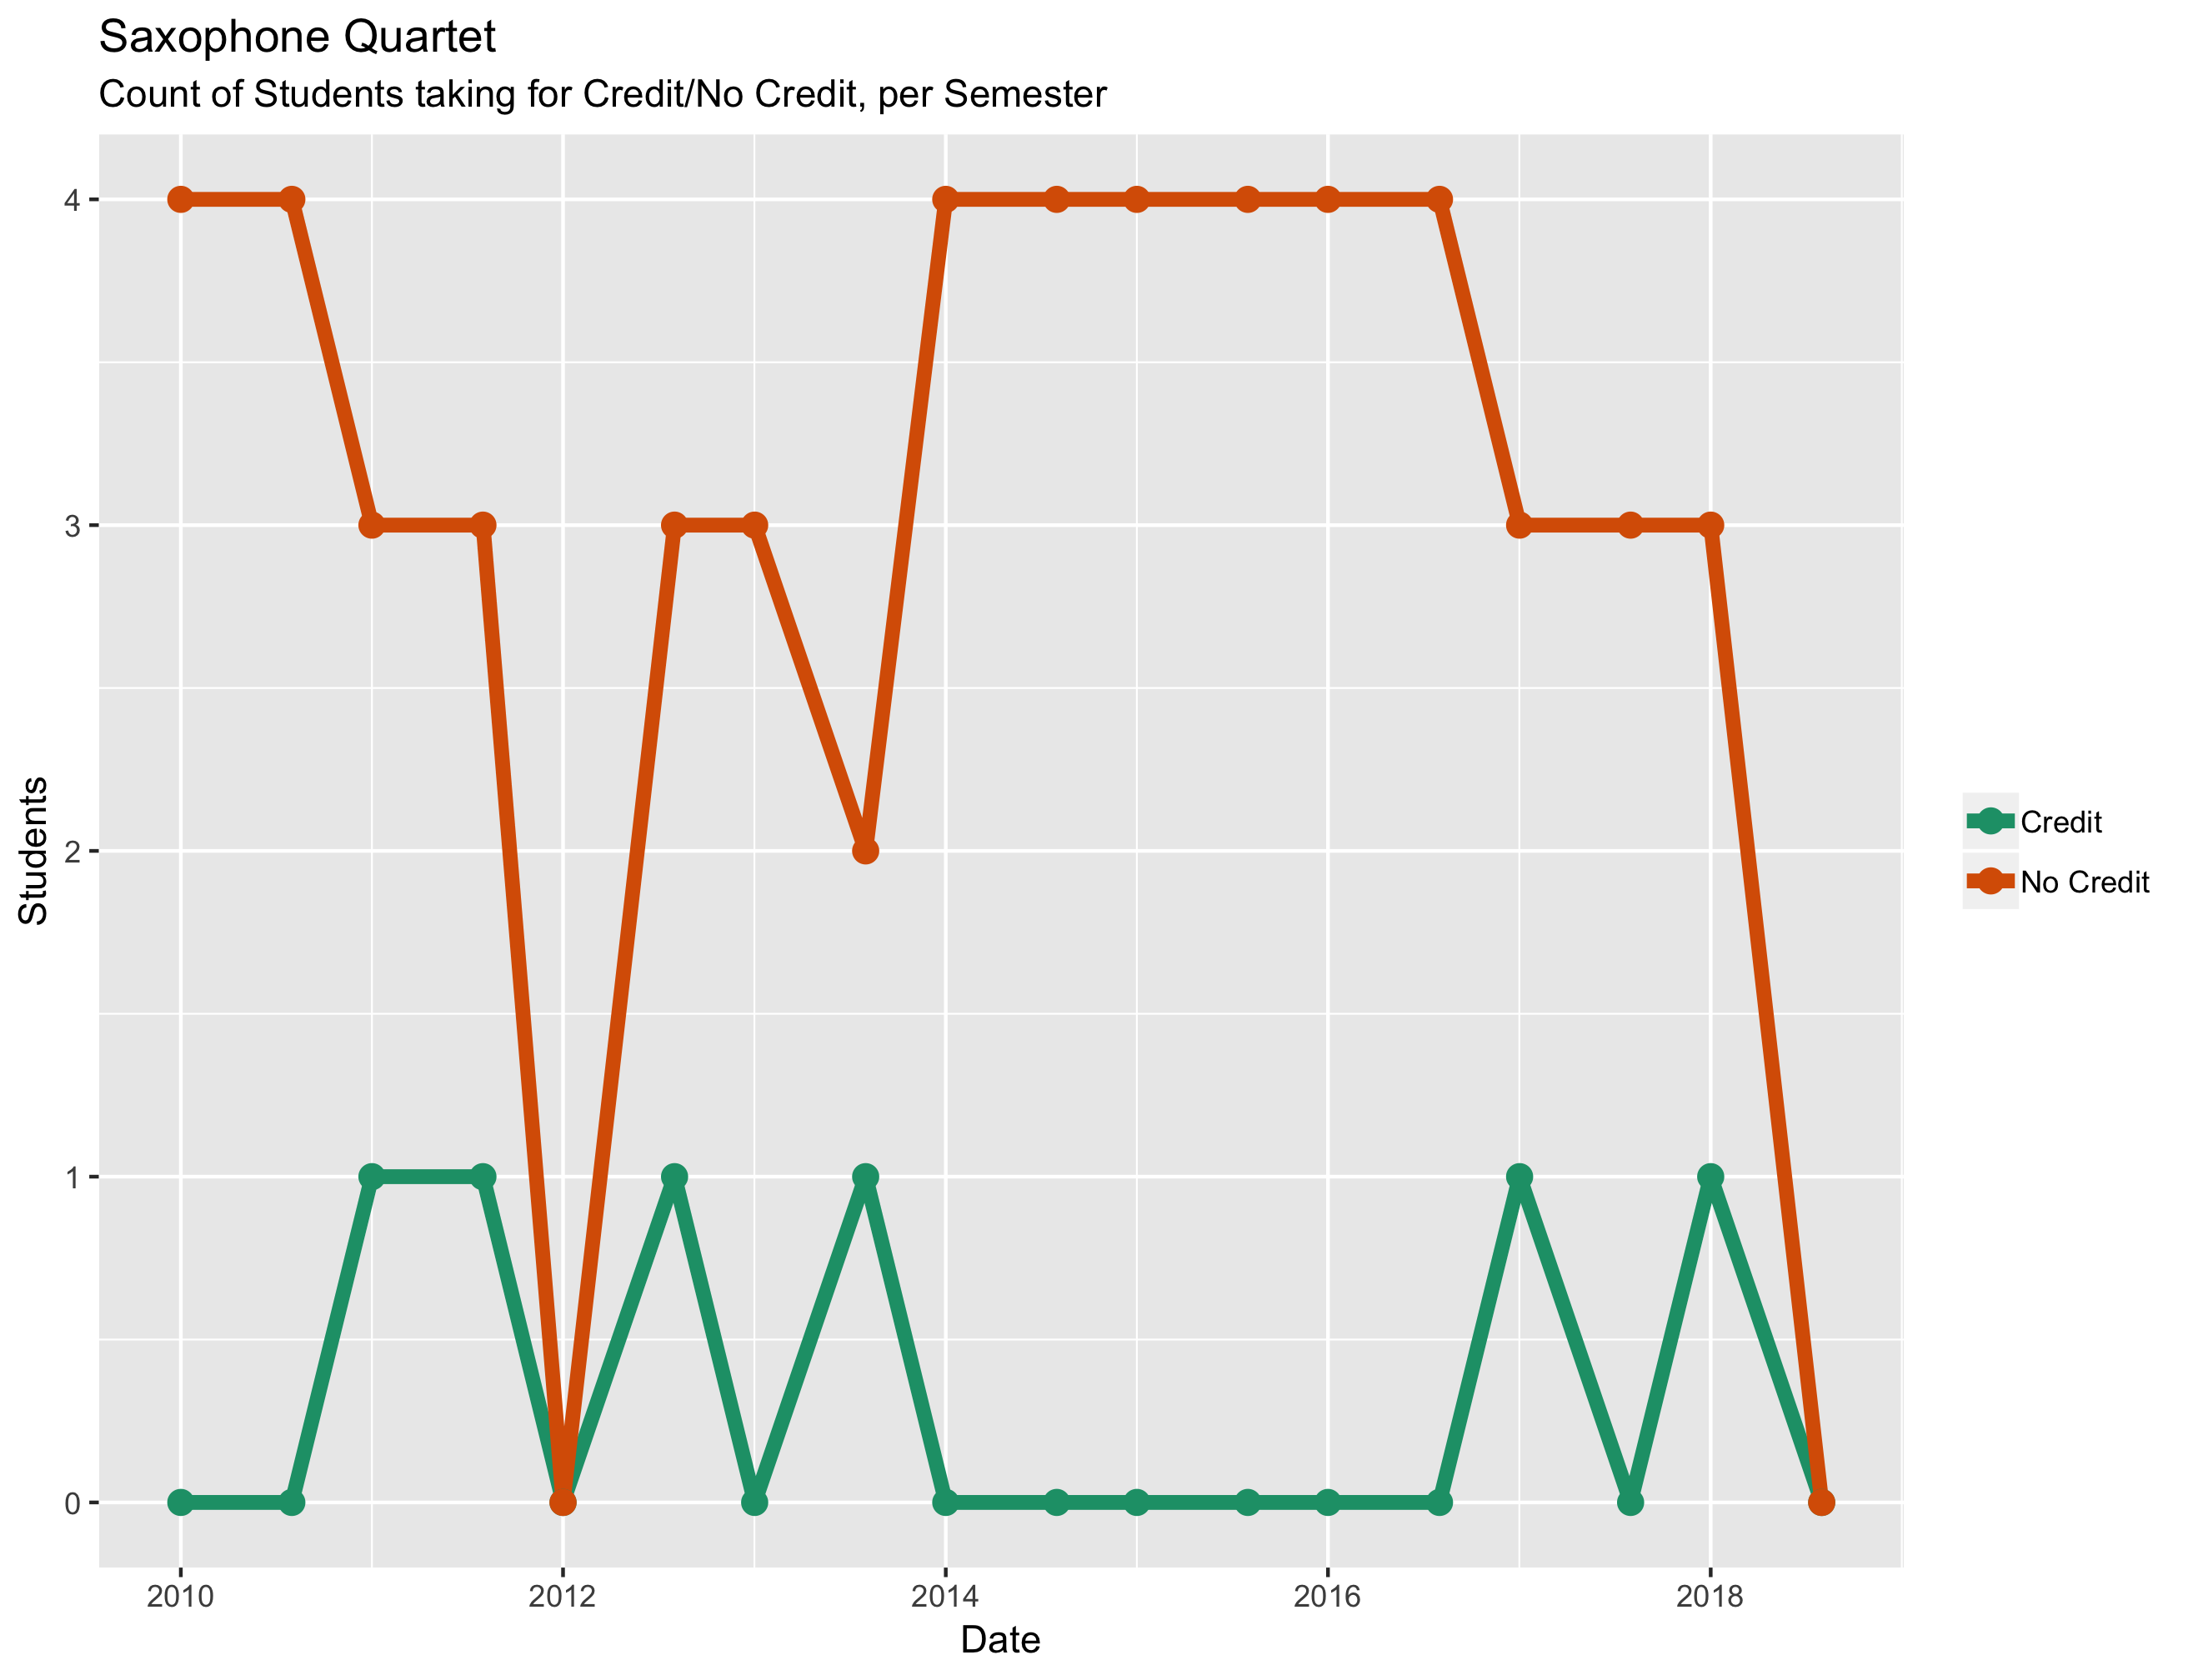 Saxophone Quartet
Count of Students taking for Credit/No Credit, per Semester
4
3
2
1
0
Students
2010 2012 2014 2016 2018
Date
Credit
No Credit